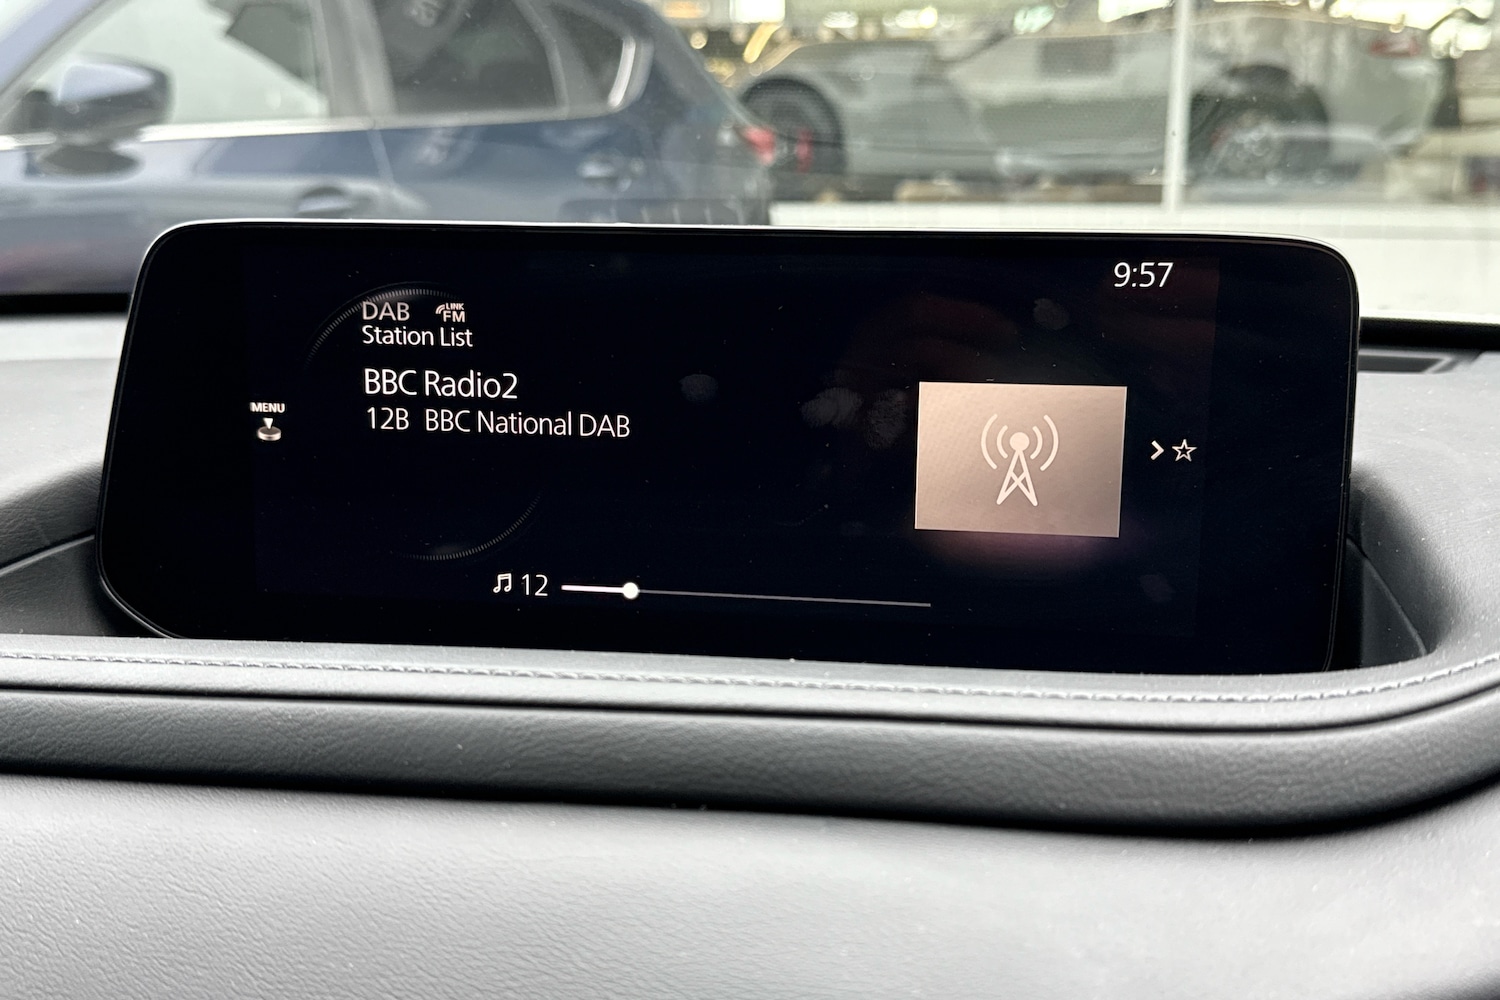 9:57
DAB LINK FM
Station List
BBC Radio2
12B BBC National DAB
MENU
12